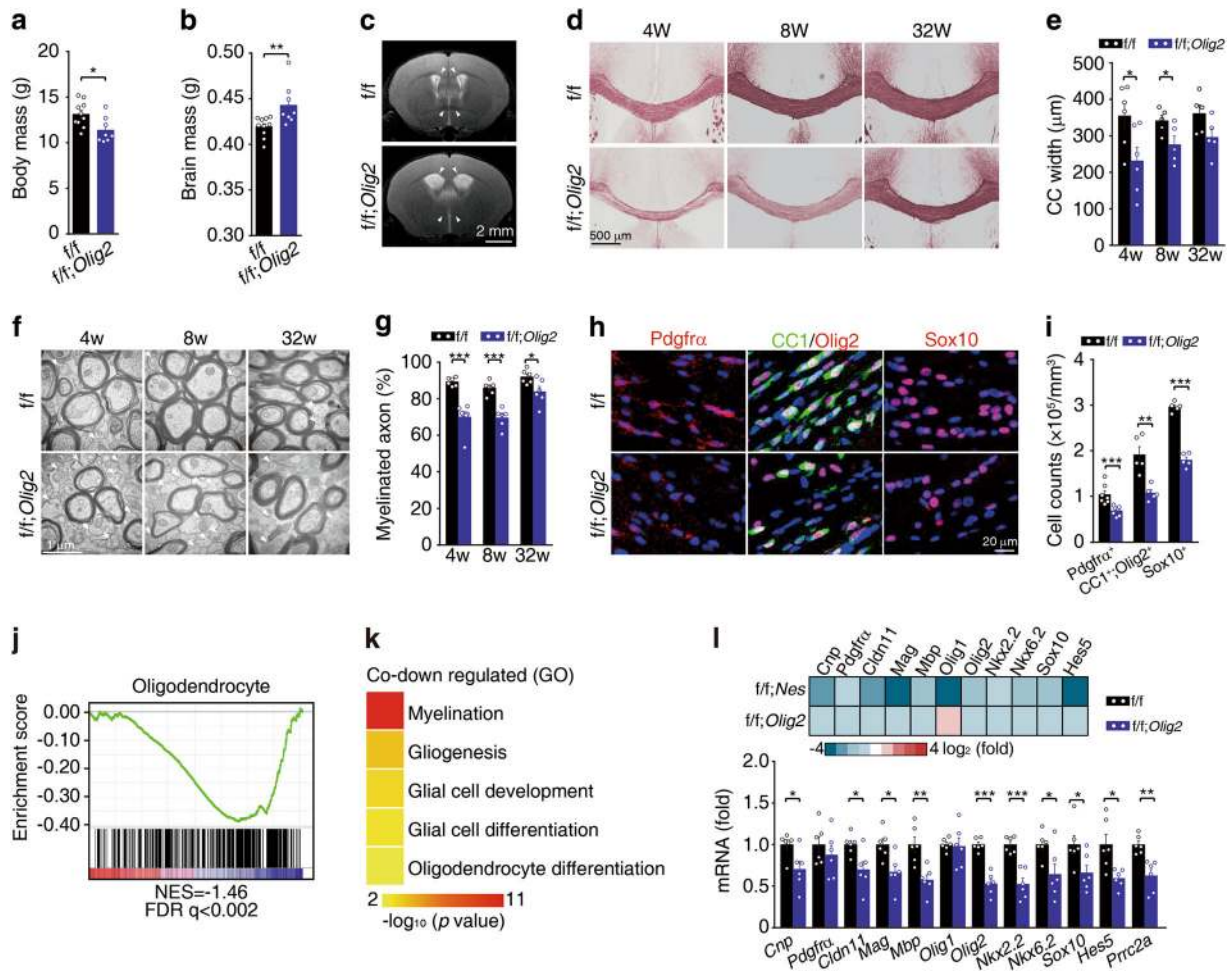 a
Body mass (g)
20
15
10
5
0
*
f/f
f/f;Olig2
b
Brain mass (g)
0.50
0.45
0.40
0.35
0.30
**
f/f
f/f;Olig2
c
f/f
f/f;Olig2
2 mm
d
4W 8W 32W
f/f
f/f;Olig2
500 μm
e
f/f f/f;Olig2
CC width (μm)
500
400
300
200
100
0
* *
4w 8w 32w
f
4w 8w 32w
f/f
f/f;Olig2
1 μm
g
f/f f/f;Olig2
Myelinated axon (%)
100
80
60
40
20
0
*** *** *
4w 8w 32w
h
Pdgfrα CC1/Olig2 Sox10
f/f
f/f;Olig2
20 μm
i
f/f f/f;Olig2
Cell counts (×10⁵/mm³)
4
3
2
1
0
*** ** ***
Pdgfrα⁺
CC1⁺;Olig2⁺
Sox10⁺
j
Oligodendrocyte
Enrichment score
0.00
-0.10
-0.20
-0.30
-0.40
NES=-1.46
FDR q<0.002
k
Co-down regulated (GO)
Myelination
Gliogenesis
Glial cell development
Glial cell differentiation
Oligodendrocyte differentiation
2 11
-log₁₀ (p value)
l
Cnp Pdgfrα Cldn11 Mag Mbp Olig1 Olig2 Nkx2.2 Nkx6.2 Sox10 Hes5
f/f;Nes
f/f;Olig2
-4 4 log₂ (fold)
f/f
f/f;Olig2
mRNA (fold)
2.0
1.5
1.0
0.5
0.0
* * * ** *** *** * * * **
Cnp Pdgfrα Cldn11 Mag Mbp Olig1 Olig2 Nkx2.2 Nkx6.2 Sox10 Hes5 Prrc2a